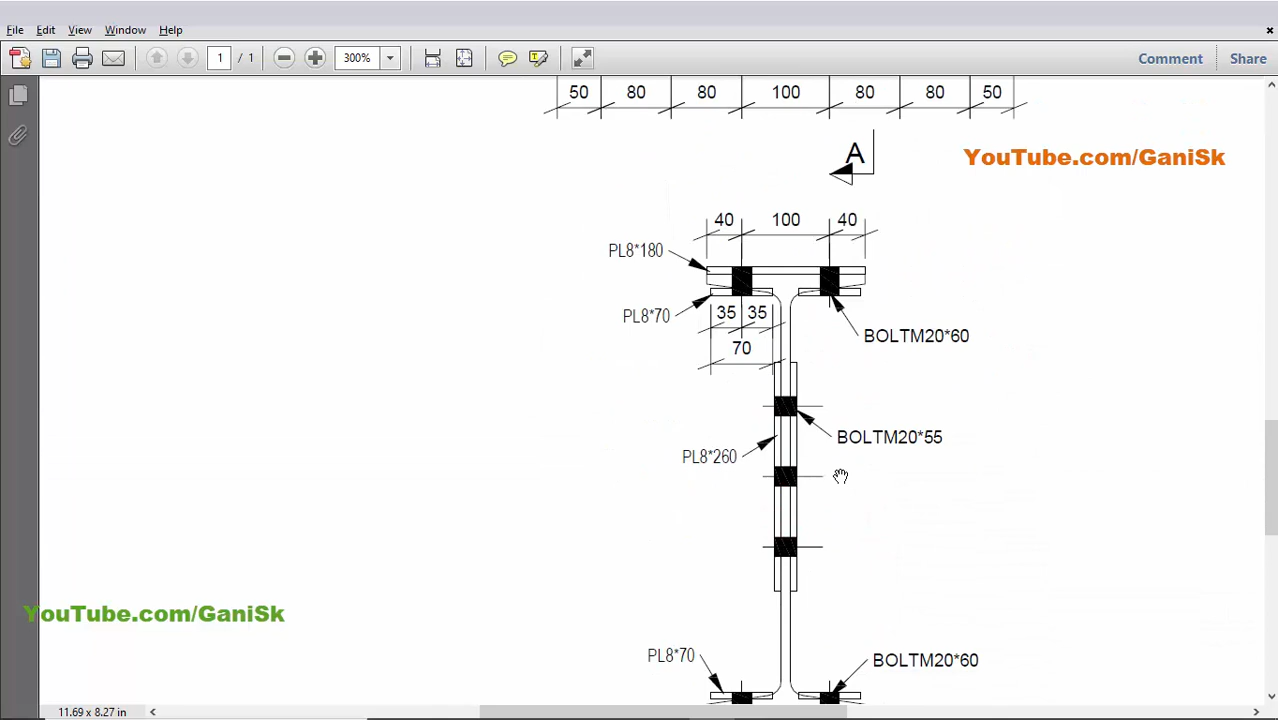 File Edit View Window Help
1 / 1 300% Comment Share
50 80 80 100 80 80 50
A
YouTube.com/GaniSk
40 100 40
PL8*180
PL8*70
35 35
BOLTM20*60
70
BOLTM20*55
PL8*260
YouTube.com/GaniSk
PL8*70
BOLTM20*60
11.69 x 8.27 in